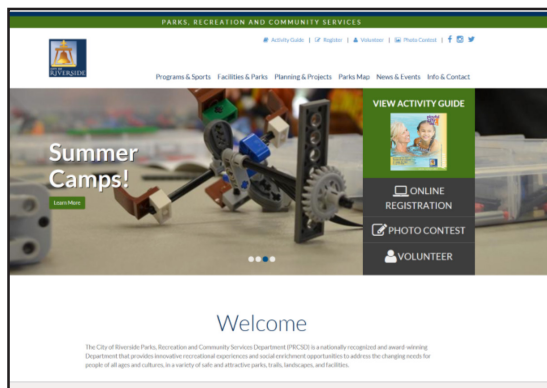 PARKS, RECREATION AND COMMUNITY SERVICES
Activity Guide | Register | Volunteer | Photo Contest |
CITY OF
RIVERSIDE
Programs & Sports Facilities & Parks Planning & Projects Parks Map News & Events Info & Contact
Summer
Camps!
Learn More
VIEW ACTIVITY GUIDE
ONLINE
REGISTRATION
PHOTO CONTEST
VOLUNTEER
Welcome
The City of Riverside Parks, Recreation and Community Services Department (PRCSD) is a nationally recognized and award-winning
Department that provides innovative recreational experiences and social enrichment opportunities to address the changing needs for
people of all ages and cultures, in a variety of safe and attractive parks, trails, landscapes, and facilities.